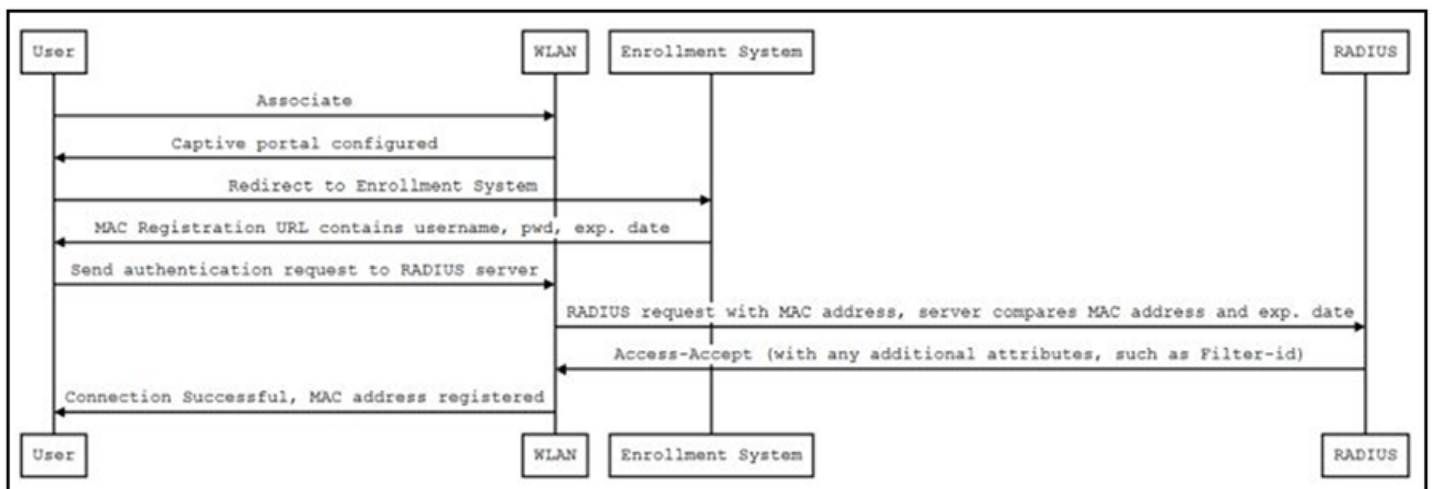 User WLAN Enrollment System RADIUS
Associate
Captive portal configured
Redirect to Enrollment System
MAC Registration URL contains username, pwd, exp. date
Send authentication request to RADIUS server
RADIUS request with MAC address, server compares MAC address and exp. date
Access-Accept (with any additional attributes, such as Filter-id)
Connection Successful, MAC address registered
User WLAN Enrollment System RADIUS